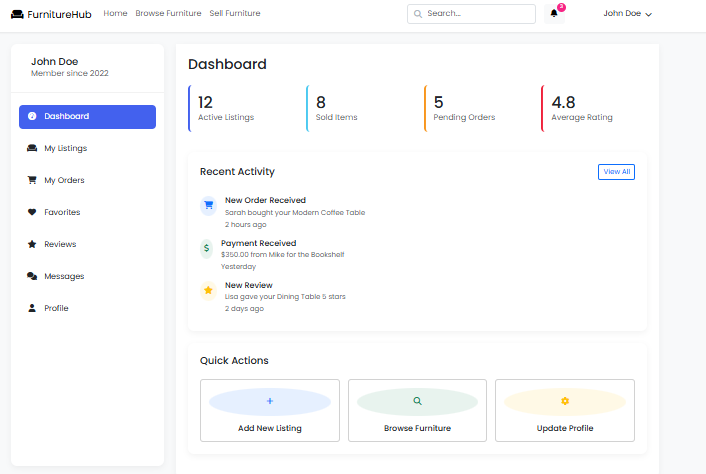 FurnitureHub Home Browse Furniture Sell Furniture Search... 3 John Doe
John Doe
Member since 2022
Dashboard
My Listings
My Orders
Favorites
Reviews
Messages
Profile
Dashboard
12 8 5 4.8
Active Listings Sold Items Pending Orders Average Rating
Recent Activity View All
New Order Received
Sarah bought your Modern Coffee Table
2 hours ago
$ Payment Received
$350.00 from Mike for the Bookshelf
Yesterday
New Review
Lisa gave your Dining Table 5 stars
2 days ago
Quick Actions
+
Add New Listing Browse Furniture Update Profile